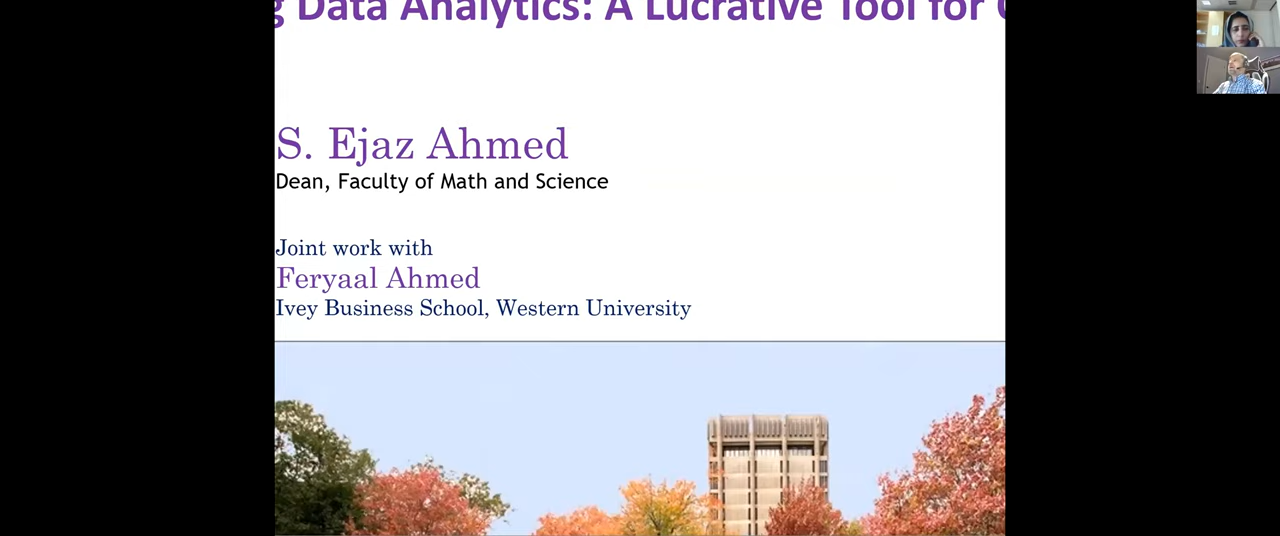 g Data Analytics: A Lucrative Tool for
S. Ejaz Ahmed
Dean, Faculty of Math and Science
Joint work with
Feryaal Ahmed
Ivey Business School, Western University